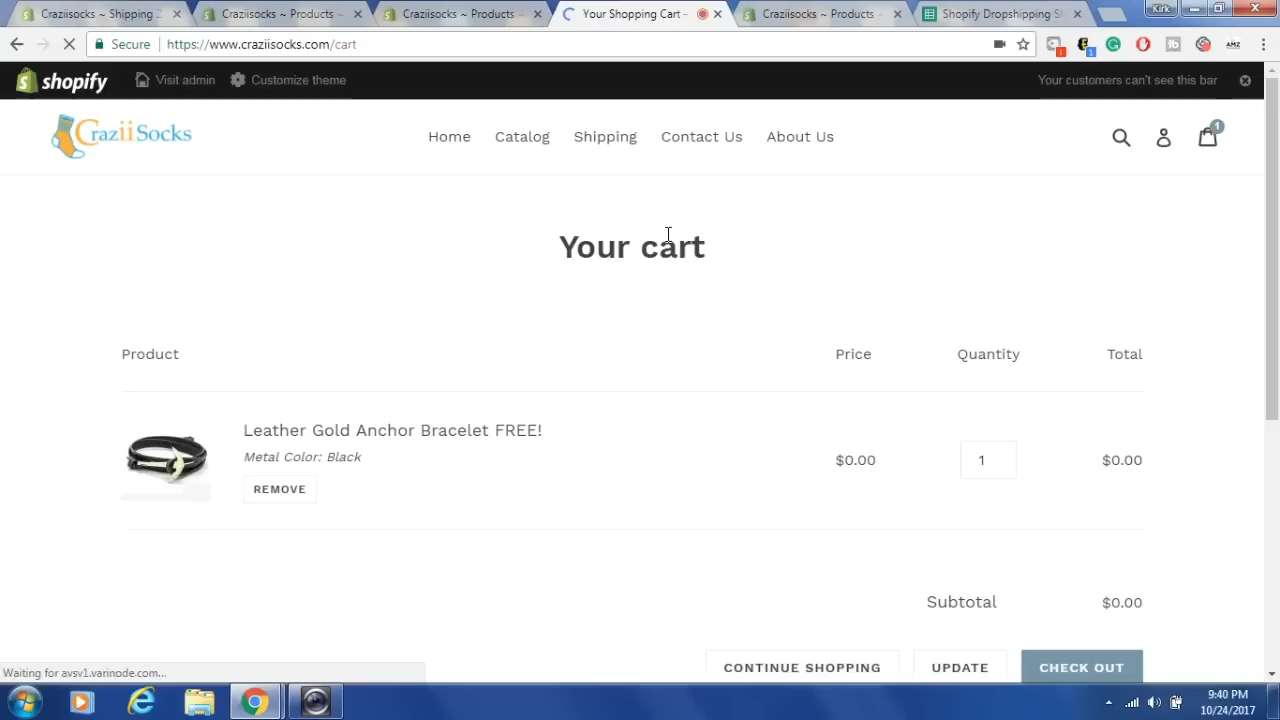 Craziisocks ~ Shipping
Craziisocks ~ Products -
Craziisocks ~ Products -
Your Shopping Cart -
Craziisocks ~ Products -
Shopify Dropshipping
Kirk
Secure
https://www.craziisocks.com/cart
1
AMZ
shopify
Visit admin
Customize theme
Your customers can't see this bar
CraziiSocks
Home
Catalog
Shipping
Contact Us
About Us
1
Your cart
Product
Price
Quantity
Total
Leather Gold Anchor Bracelet FREE!
Metal Color: Black
REMOVE
$0.00
1
$0.00
Subtotal
$0.00
CONTINUE SHOPPING
UPDATE
CHECK OUT
Waiting for avsv1.varinode.com...
9:40 PM
10/24/2017